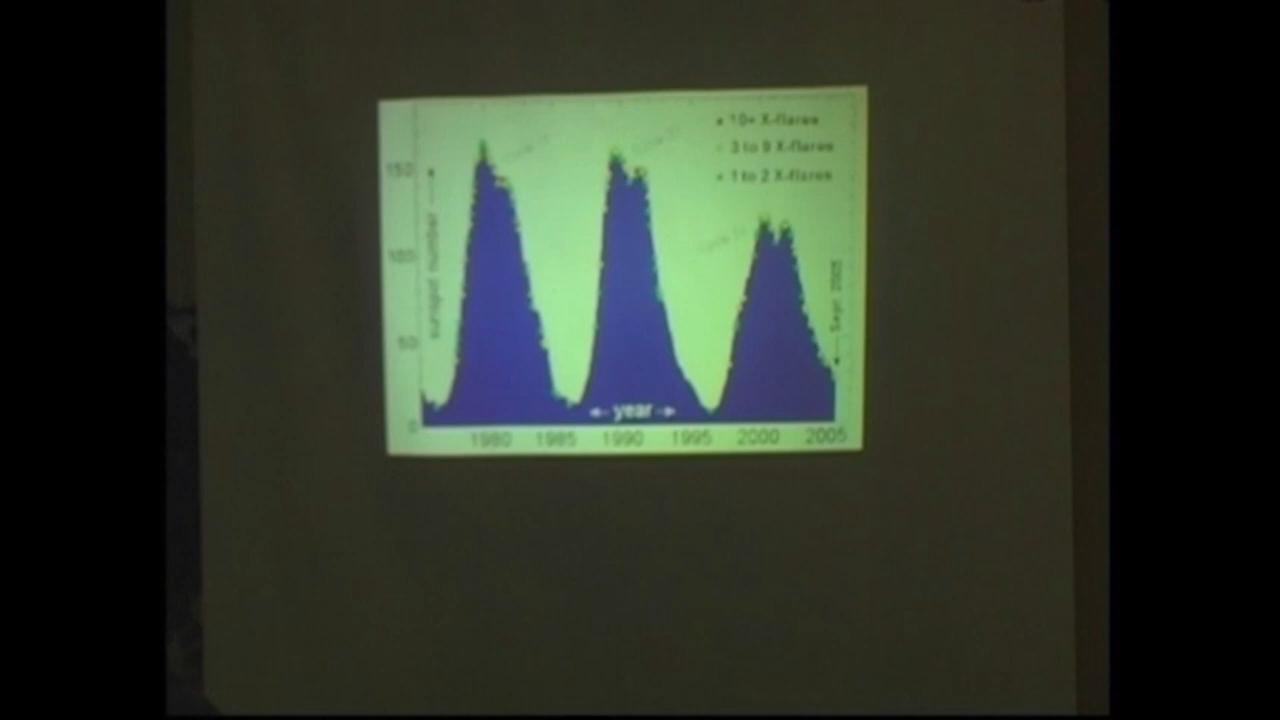 10+ X-flares
3 to 9 X-flares
1 to 2 X-flares
150
100
50
0
sunspot number
Sept 2005
year
1980 1985 1990 1995 2000 2005